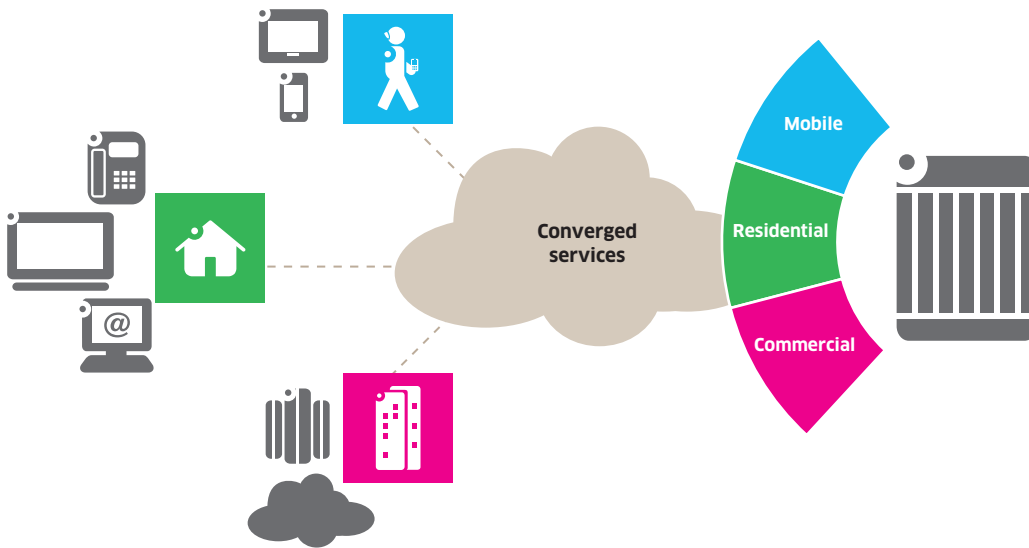 Mobile
Converged
services
Residential
Commercial
@